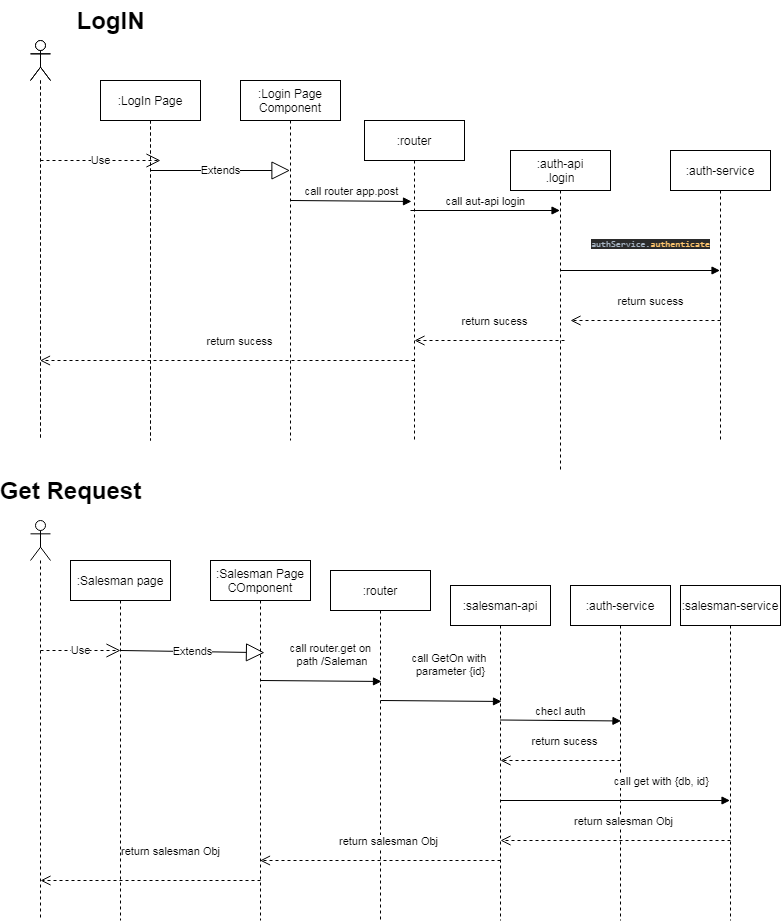 LogIN
:LogIn Page
:Login Page
Component
:router
:auth-api
.login
:auth-service
Use
Extends
call router app.post
call aut-api login
authService.authenticate
return sucess
return sucess
return sucess
Get Request
:Salesman page
:Salesman Page
COmponent
:router
:salesman-api
:auth-service
:salesman-service
Use
Extends
call router.get on
path /Saleman
call GetOn with
parameter {id}
checl auth
return sucess
call get with {db, id}
return salesman Obj
return salesman Obj
return salesman Obj